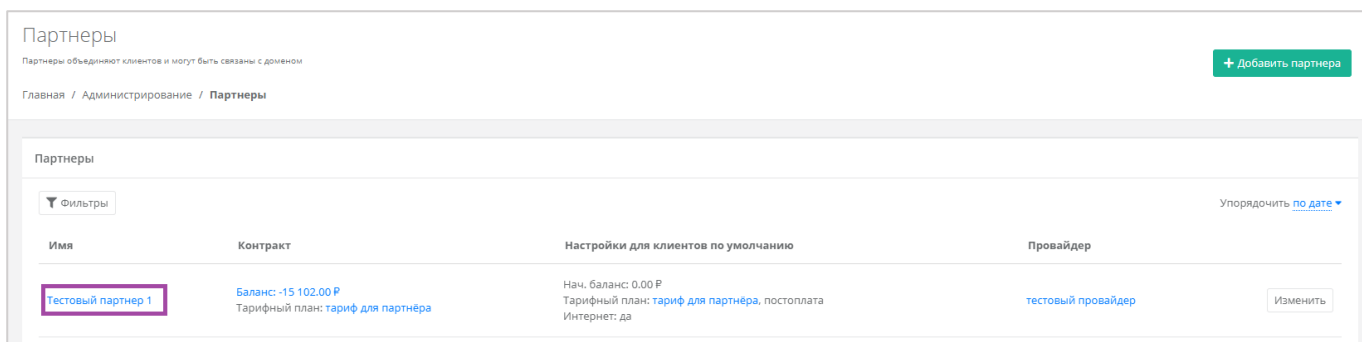 Партнеры
Партнеры объединяют клиентов и могут быть связаны с доменом
+ Добавить партнера
Главная / Администрирование / Партнеры
Партнеры
Фильтры
Упорядочить по дате
Имя Контракт Настройки для клиентов по умолчанию Провайдер
Тестовый партнер 1
Баланс: -15 102.00 ₽
Тарифный план: тариф для партнёра
Нач. баланс: 0.00 ₽
Тарифный план: тариф для партнёра, постоплата
Интернет: да
тестовый провайдер
Изменить